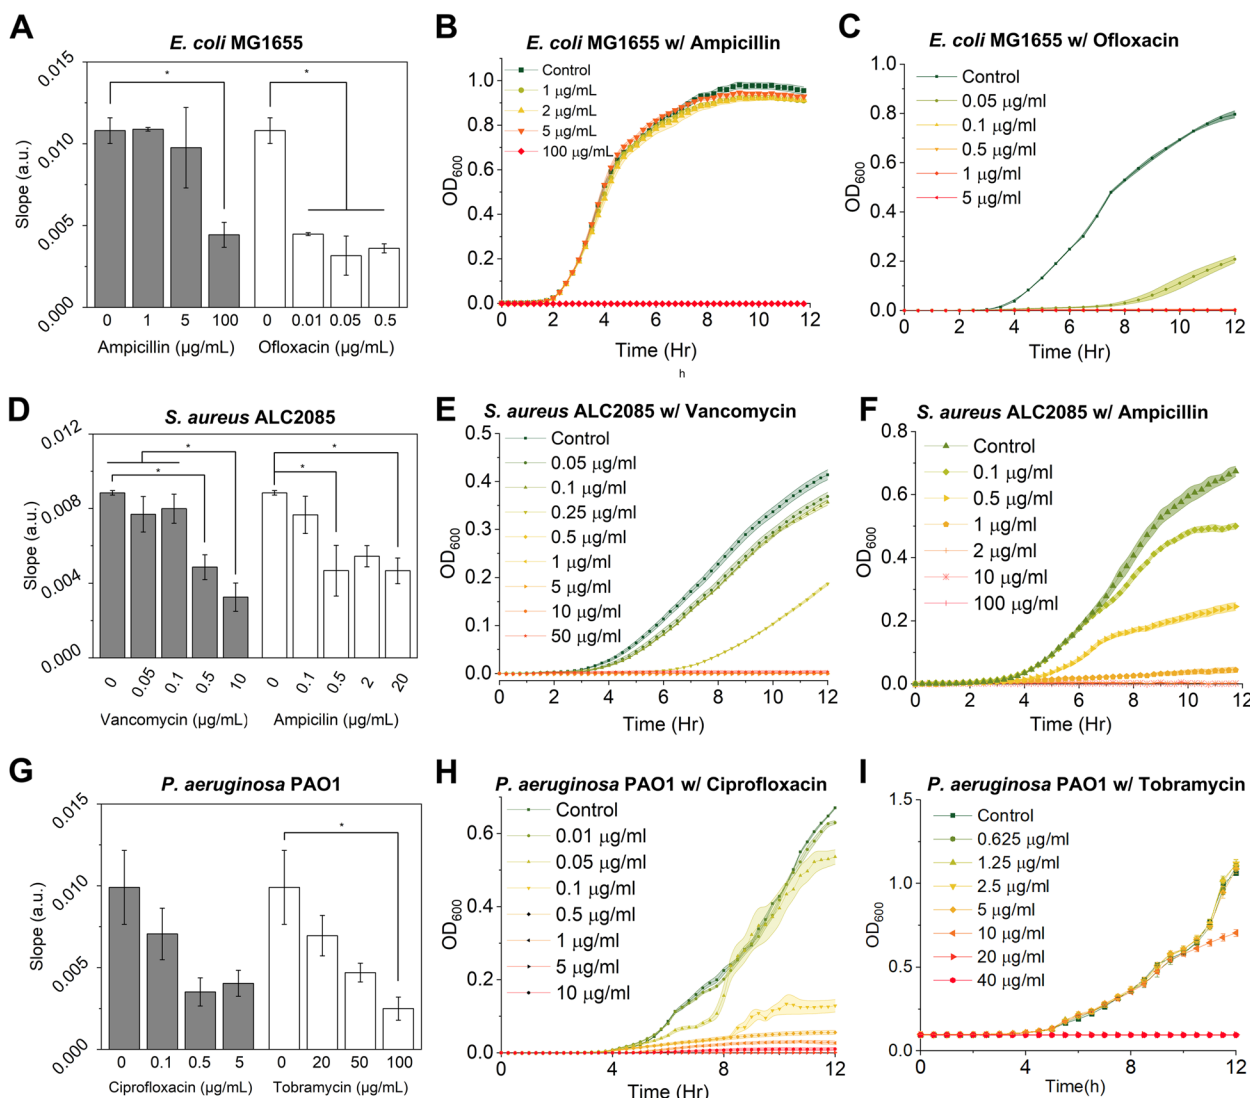 A
E. coli MG1655
0.015
0.010
0.005
0.000
Slope (a.u.)
*
*
0 1 5 100 0 0.01 0.05 0.5
Ampicillin (μg/mL) Ofloxacin (μg/mL)
B
E. coli MG1655 w/ Ampicillin
1.0
0.8
0.6
0.4
0.2
0.0
OD600
Control
1 μg/mL
2 μg/mL
5 μg/mL
100 μg/mL
0 2 4 6 8 10 12
Time (Hr)
h
C
E. coli MG1655 w/ Ofloxacin
1.0
0.8
0.6
0.4
0.2
0.0
OD600
Control
0.05 μg/ml
0.1 μg/ml
0.5 μg/ml
1 μg/ml
5 μg/ml
0 2 4 6 8 10 12
Time (Hr)
D
S. aureus ALC2085
0.012
0.008
0.004
0.000
Slope (a.u.)
*
*
*
*
0 0.05 0.1 0.5 10 0 0.1 0.5 2 20
Vancomycin (μg/mL) Ampicilin (μg/mL)
E
S. aureus ALC2085 w/ Vancomycin
0.5
0.4
0.3
0.2
0.1
0.0
OD600
Control
0.05 μg/ml
0.1 μg/ml
0.25 μg/ml
0.5 μg/ml
1 μg/ml
5 μg/ml
10 μg/ml
50 μg/ml
0 2 4 6 8 10 12
Time (Hr)
F
S. aureus ALC2085 w/ Ampicillin
0.8
0.6
0.4
0.2
0.0
OD600
Control
0.1 μg/ml
0.5 μg/ml
1 μg/ml
2 μg/ml
10 μg/ml
100 μg/ml
0 2 4 6 8 10 12
Time (Hr)
G
P. aeruginosa PAO1
0.015
0.010
0.005
0.000
Slope (a.u.)
*
0 0.1 0.5 5 0 20 50 100
Ciprofloxacin (μg/mL) Tobramycin (μg/mL)
H
P. aeruginosa PAO1 w/ Ciprofloxacin
0.6
0.4
0.2
0.0
OD600
Control
0.01 μg/ml
0.05 μg/ml
0.1 μg/ml
0.5 μg/ml
1 μg/ml
5 μg/ml
10 μg/ml
0 4 8 12
Time (Hr)
I
P. aeruginosa PAO1 w/ Tobramycin
1.5
1.0
0.5
0.0
OD600
Control
0.625 μg/ml
1.25 μg/ml
2.5 μg/ml
5 μg/ml
10 μg/ml
20 μg/ml
40 μg/ml
0 4 8 12
Time(h)